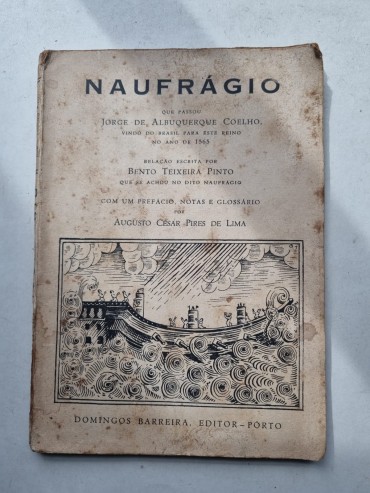 NAUFRÁGIO
QUE PASSOU
JORGE DE ALBUQUERQUE COELHO,
VINDO DO BRASIL PARA ESTE REINO
NO ANO DE 1565
RELAÇÃO ESCRITA POR
BENTO TEIXEIRA PINTO
QUE SE ACHOU NO DITO NAUFRÁGIO
COM UM PREFÁCIO, NOTAS E GLOSSÁRIO
POR
AUGUSTO CÉSAR PIRES DE LIMA
DOMINGOS BARREIRA, EDITOR-PORTO